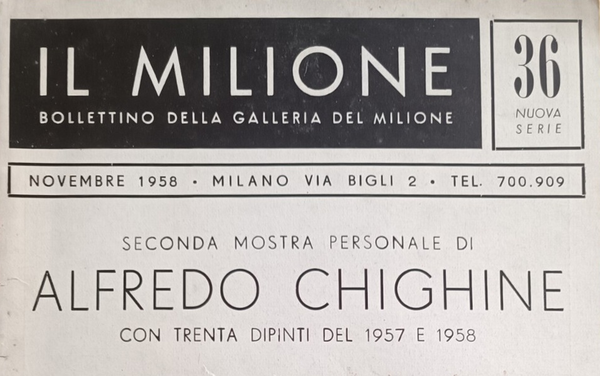 IL MILIONE
BOLLETTINO DELLA GALLERIA DEL MILIONE
36
NUOVA
SERIE
NOVEMBRE 1958 · MILANO VIA BIGLI 2 · TEL. 700.909
SECONDA MOSTRA PERSONALE DI
ALFREDO CHIGHINE
CON TRENTA DIPINTI DEL 1957 E 1958